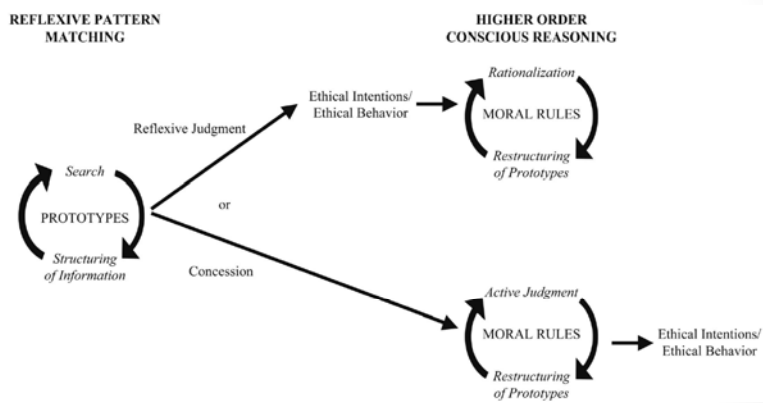 REFLEXIVE PATTERN
MATCHING
HIGHER ORDER
CONSCIOUS REASONING
Rationalization
Ethical Intentions/
Ethical Behavior
MORAL RULES
Reflexive Judgment
Restructuring
of Prototypes
Search
or
PROTOTYPES
Structuring
of Information
Concession
Active Judgment
MORAL RULES
Ethical Intentions/
Ethical Behavior
Restructuring
of Prototypes